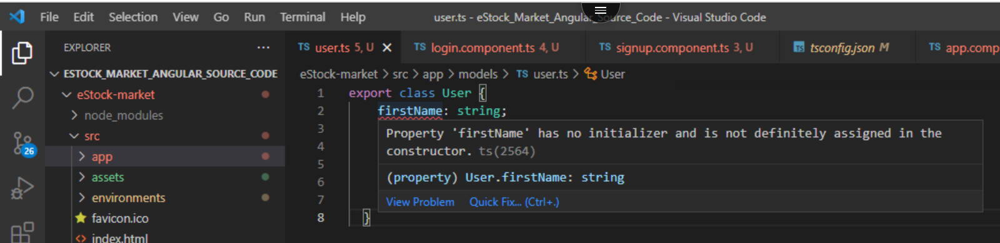 File Edit Selection View Go Run Terminal Help user.ts - eStock_Market_Angular_Source_Code - Visual Studio Code
EXPLORER ...
TS user.ts 5, U TS login.component.ts 4, U TS signup.component.ts 3, U TS tsconfig.json M TS app.comp
ESTOCK_MARKET_ANGULAR_SOURCE_CODE
eStock-market > src > app > models > TS user.ts > User
eStock-market
node_modules
src
app
assets
environments
favicon.ico
index.html
26
1 export class User {
2 firstName: string;
3
4
5
6
7
8 }
Property 'firstName' has no initializer and is not definitely assigned in the
constructor. ts(2564)
(property) User.firstName: string
View Problem Quick Fix... (Ctrl+.)